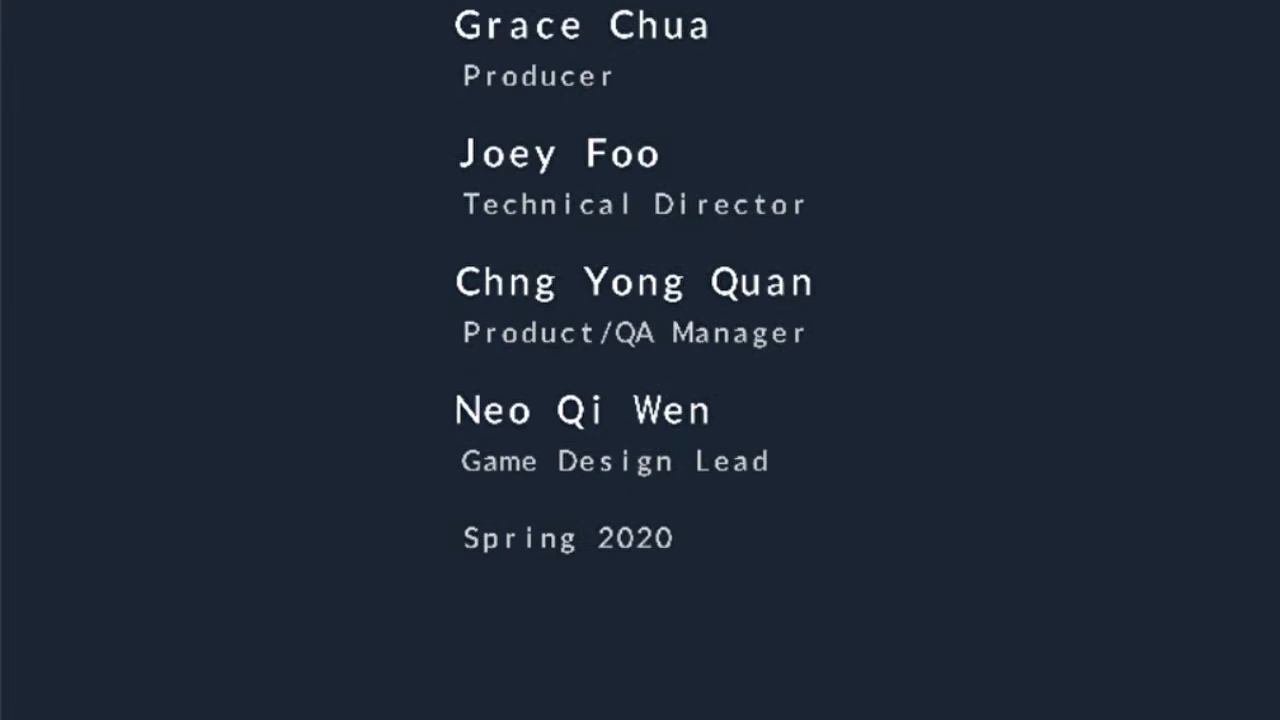 Grace Chua
Producer
Joey Foo
Technical Director
Chng Yong Quan
Product/QA Manager
Neo Qi Wen
Game Design Lead
Spring 2020